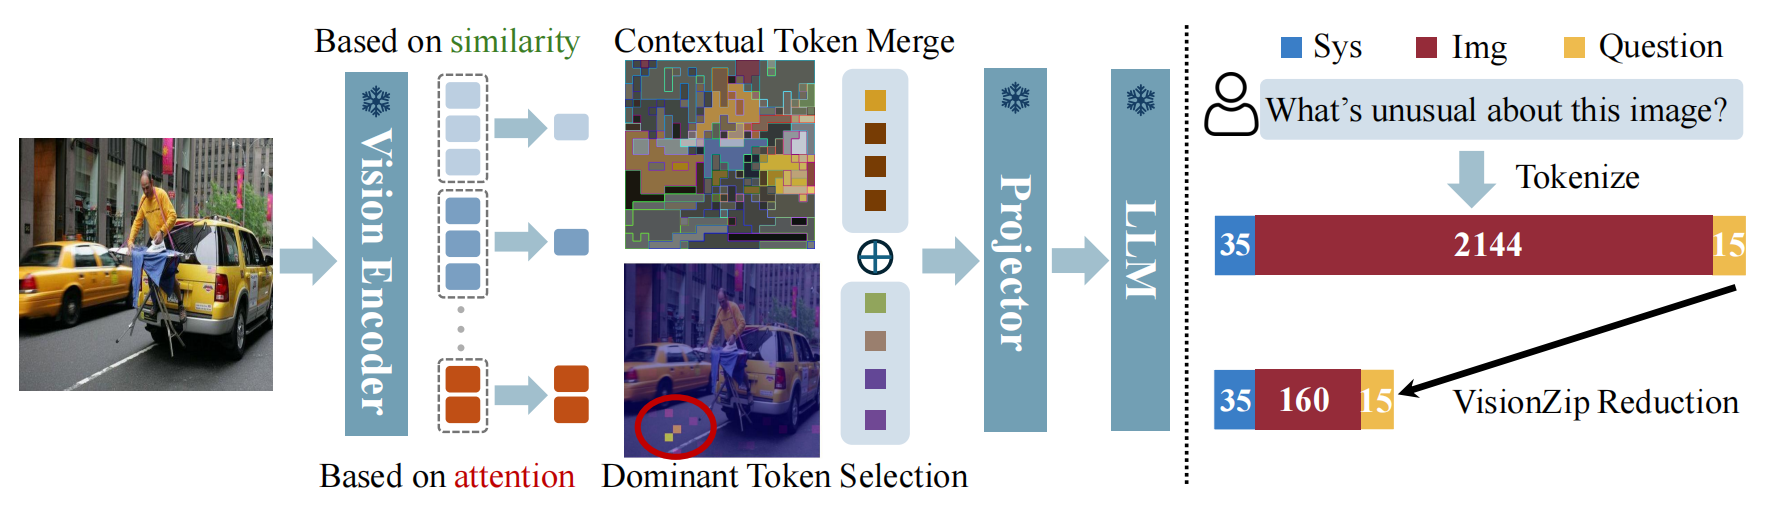 Based on similarity
Contextual Token Merge
Vision Encoder
Based on attention
Dominant Token Selection
Projector
LLM
Sys
Img
Question
What's unusual about this image?
Tokenize
35
2144
15
35
160
15
VisionZip Reduction